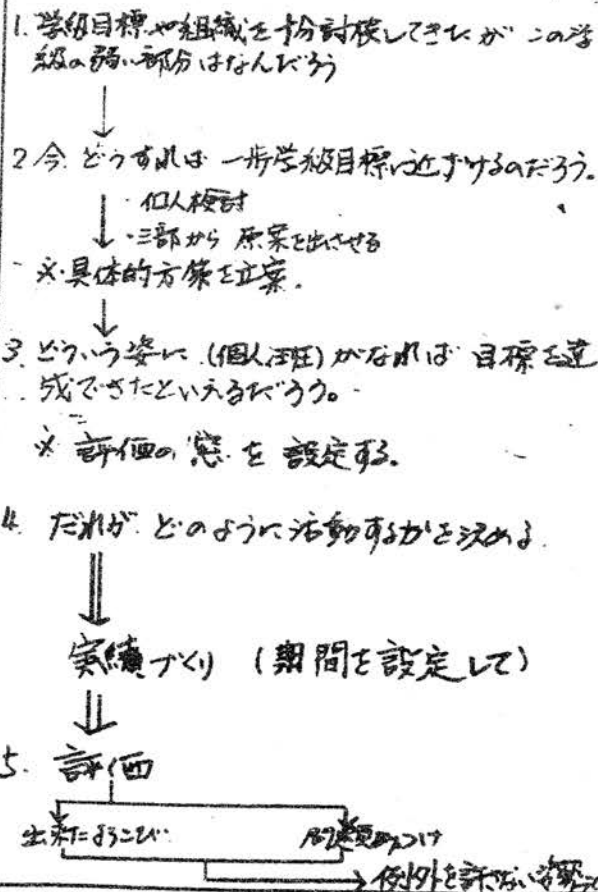 1. 学級目標や組織を十分討検してきたが この学
級の弱い部分はなんだろう
↓
2 今. どうすれば 一歩学級目標に近ずけるのだろう。
・個人検討
↓ ・三部から 原案を出させる
※・具体的方策を立案.
↓
3. どういう姿に (個人・班) がなれば 目標を達
成できたといえるだろう。
※ 評価の 窓 を 設定する。
4. だれが. どのように活動するかを決める.
⇓
実績づくり (期間を設定して)
⇓
5. 評価
出来たよろこび
→ 例外を許さない